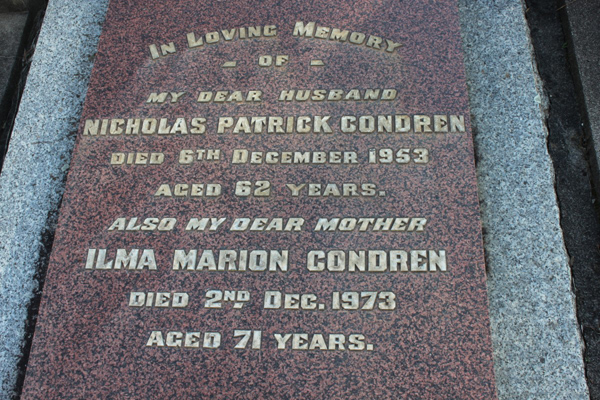 In Loving Memory
- OF -
MY DEAR HUSBAND
NICHOLAS PATRICK CONDREN
DIED 6TH DECEMBER 1953
AGED 62 YEARS.
ALSO MY DEAR MOTHER
ILMA MARION CONDREN
DIED 2ND DEC. 1973
AGED 71 YEARS.